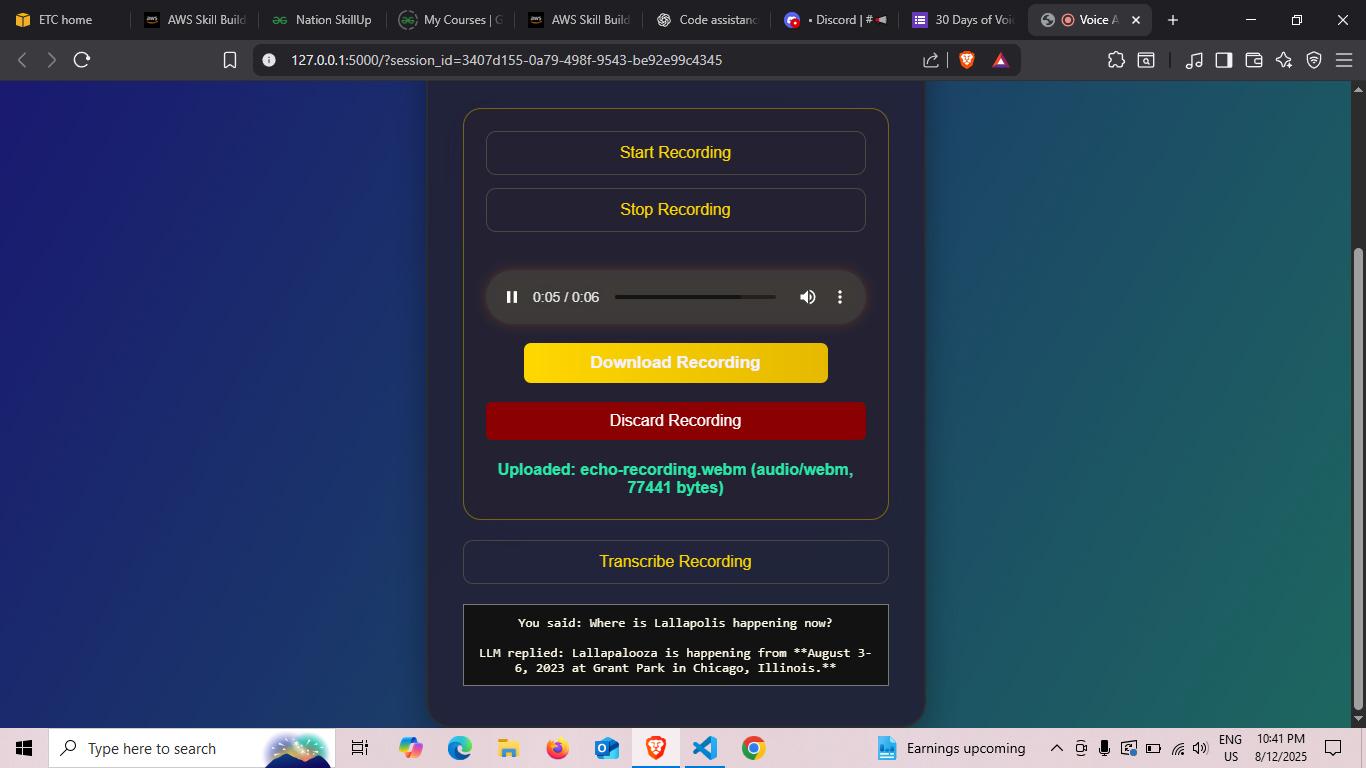 ETC home
AWS Skill Build
Nation SkillUp
My Courses | G
AWS Skill Build
Code assistanc
• Discord | #
30 Days of Voic
Voice A
127.0.0.1:5000/?session_id=3407d155-0a79-498f-9543-be92e99c4345
Start Recording
Stop Recording
0:05 / 0:06
Download Recording
Discard Recording
Uploaded: echo-recording.webm (audio/webm,
77441 bytes)
Transcribe Recording
You said: Where is Lallapolis happening now?
LLM replied: Lallapalooza is happening from **August 3-
6, 2023 at Grant Park in Chicago, Illinois.**
Type here to search
Earnings upcoming
ENG
US
10:41 PM
8/12/2025